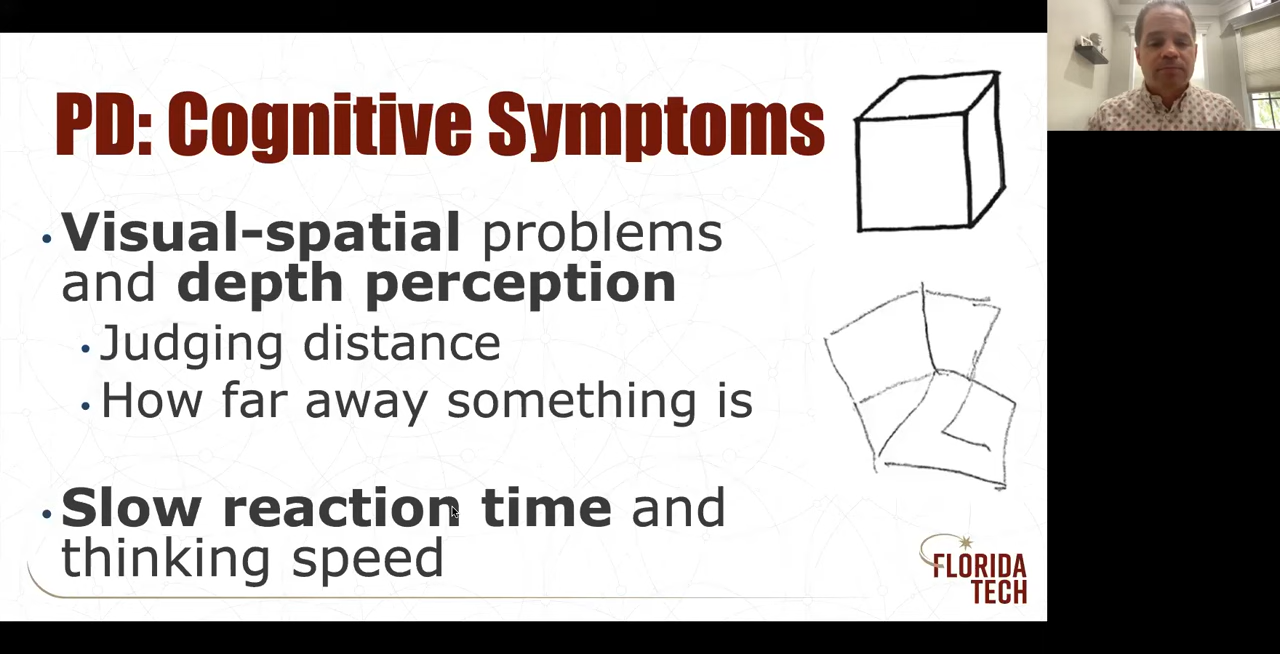 PD: Cognitive Symptoms
• Visual-spatial problems
and depth perception
• Judging distance
• How far away something is
• Slow reaction time and
thinking speed
FLORIDA
TECH